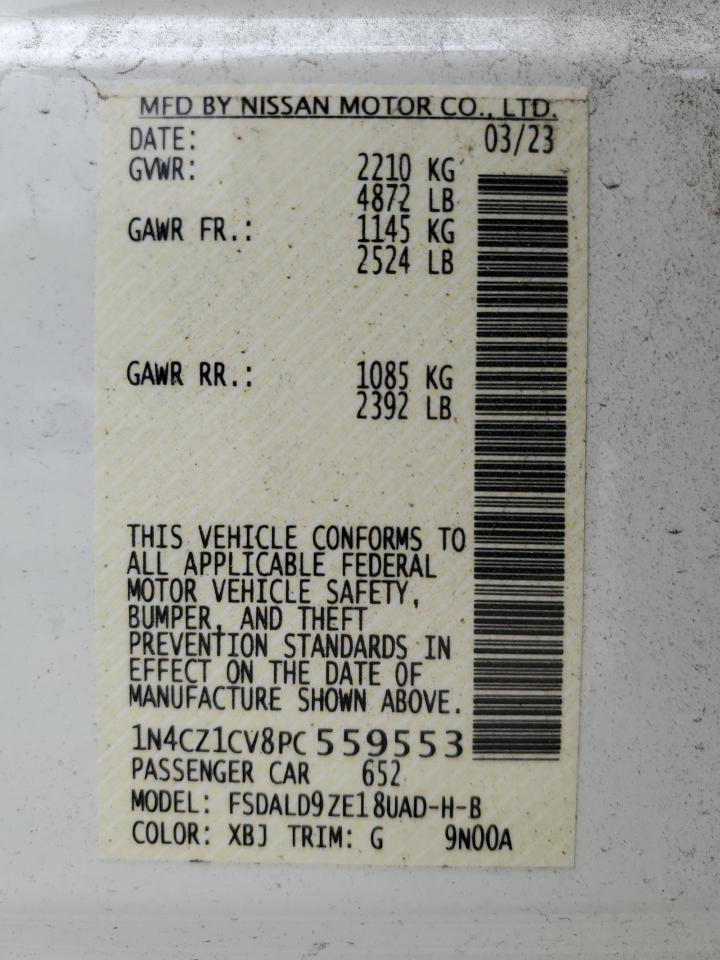 MFD BY NISSAN MOTOR CO., LTD.
DATE: 03/23
GVWR: 2210 KG
4872 LB
GAWR FR.: 1145 KG
2524 LB
GAWR RR.: 1085 KG
2392 LB
THIS VEHICLE CONFORMS TO
ALL APPLICABLE FEDERAL
MOTOR VEHICLE SAFETY,
BUMPER, AND THEFT
PREVENTION STANDARDS IN
EFFECT ON THE DATE OF
MANUFACTURE SHOWN ABOVE.
1N4CZ1CV8PC559553
PASSENGER CAR 652
MODEL: FSDALD9ZE18UAD-H-B
COLOR: XBJ TRIM: G 9N00A